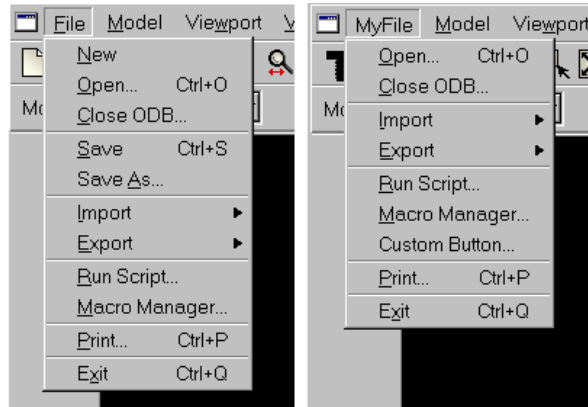 File Model Viewport
New
Open... Ctrl+O
Close ODB...
Save Ctrl+S
Save As...
Import
Export
Run Script...
Macro Manager...
Print... Ctrl+P
Exit Ctrl+Q
MyFile Model Viewport
Open... Ctrl+O
Close ODB...
Import
Export
Run Script...
Macro Manager...
Custom Button...
Print... Ctrl+P
Exit Ctrl+Q